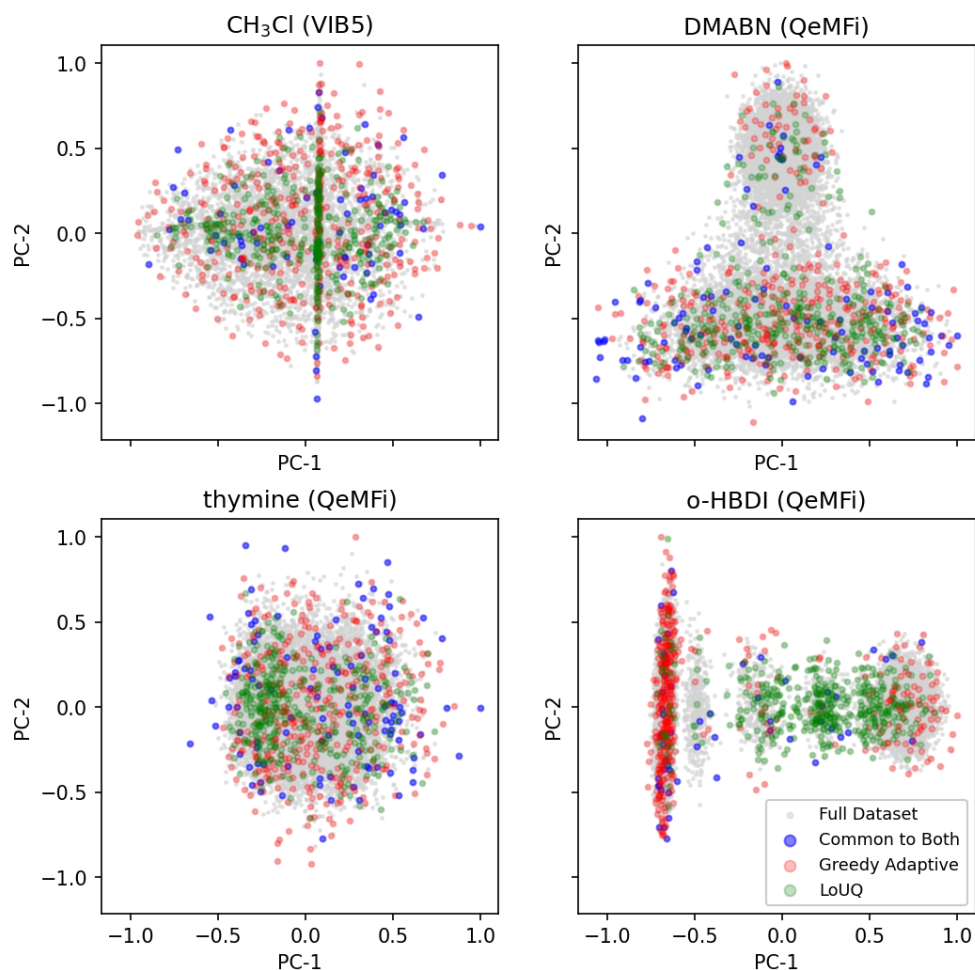 CH₃Cl (VIB5)
DMABN (QeMFi)
1.0
0.5
0.0
−0.5
−1.0
PC-2
PC-2
PC-1
PC-1
thymine (QeMFi)
o-HBDI (QeMFi)
1.0
0.5
0.0
−0.5
−1.0
PC-2
PC-2
Full Dataset
Common to Both
Greedy Adaptive
LoUQ
−1.0 −0.5 0.0 0.5 1.0
−1.0 −0.5 0.0 0.5 1.0
PC-1
PC-1